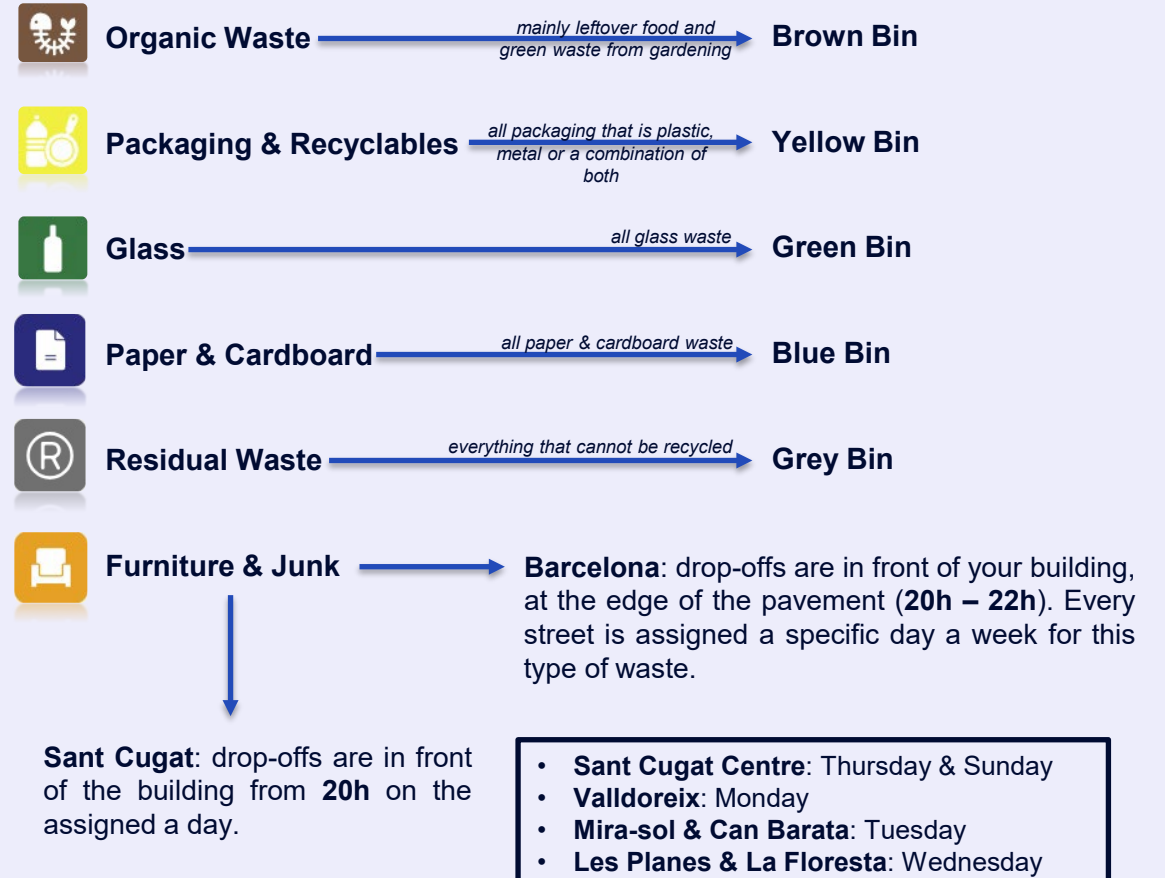 Organic Waste
mainly leftover food and
green waste from gardening
Brown Bin
Packaging & Recyclables
all packaging that is plastic,
metal or a combination of
both
Yellow Bin
Glass
all glass waste
Green Bin
Paper & Cardboard
all paper & cardboard waste
Blue Bin
R
Residual Waste
everything that cannot be recycled
Grey Bin
Furniture & Junk
Barcelona: drop-offs are in front of your building,
at the edge of the pavement (20h – 22h). Every
street is assigned a specific day a week for this
type of waste.
Sant Cugat: drop-offs are in front
of the building from 20h on the
assigned a day.
• Sant Cugat Centre: Thursday & Sunday
• Valldoreix: Monday
• Mira-sol & Can Barata: Tuesday
• Les Planes & La Floresta: Wednesday